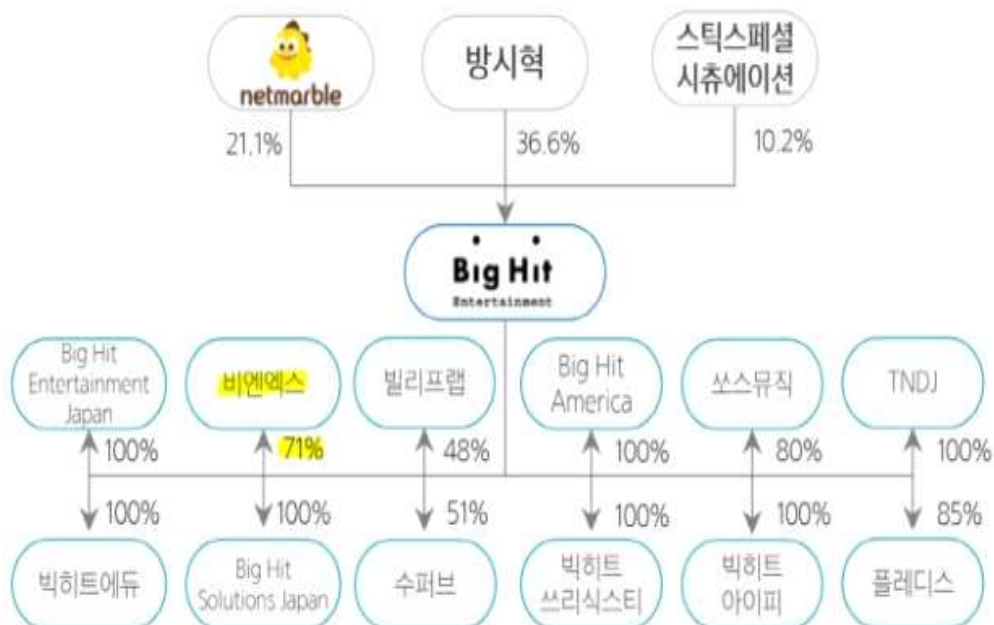 netmarble
방시혁
스틱스페셜
시츄에이션
21.1%
36.6%
10.2%
Big Hit
Entertainment
Big Hit
Entertainment
Japan
비엔엑스
빌리프랩
Big Hit
America
쏘스뮤직
TNDJ
100%
71%
48%
100%
80%
100%
100%
100%
51%
100%
100%
85%
빅히트에듀
Big Hit
Solutions Japan
수퍼브
빅히트
쓰리식스티
빅히트
아이피
플레디스